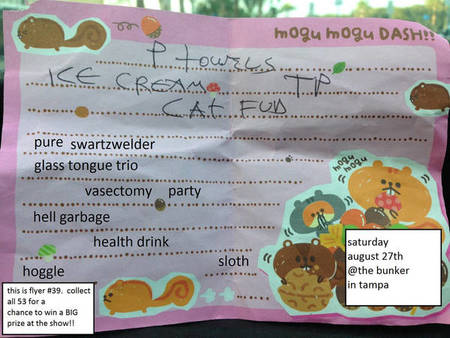 mogu mogu DASH!!
P towels
ICE CREAM TP
CAt FUD
pure swartzwelder
glass tongue trio
vasectomy party
hell garbage
health drink
hoggle sloth
mogu
mogu
saturday
august 27th
@the bunker
in tampa
this is flyer #39. collect
all 53 for a
chance to win a BIG
prize at the show!!